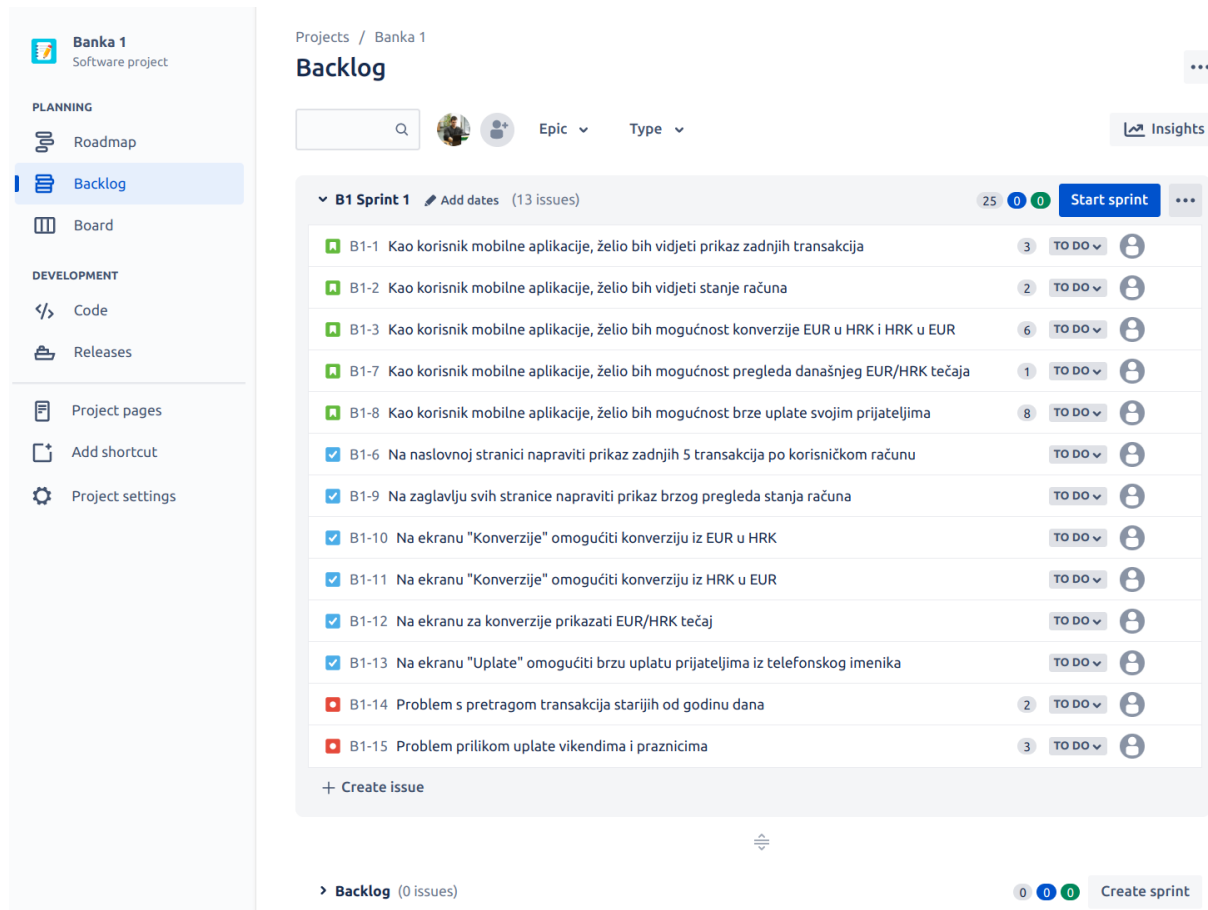 Banka 1
Software project
PLANNING
Roadmap
Backlog
Board
DEVELOPMENT
Code
Releases
Project pages
Add shortcut
Project settings
Projects / Banka 1
Backlog
Epic Type Insights
B1 Sprint 1 Add dates (13 issues) 25 0 0 Start sprint
B1-1 Kao korisnik mobilne aplikacije, želio bih vidjeti prikaz zadnjih transakcija 3 TO DO
B1-2 Kao korisnik mobilne aplikacije, želio bih vidjeti stanje računa 2 TO DO
B1-3 Kao korisnik mobilne aplikacije, želio bih mogućnost konverzije EUR u HRK i HRK u EUR 6 TO DO
B1-7 Kao korisnik mobilne aplikacije, želio bih mogućnost pregleda današnjeg EUR/HRK tečaja 1 TO DO
B1-8 Kao korisnik mobilne aplikacije, želio bih mogućnost brze uplate svojim prijateljima 8 TO DO
B1-6 Na naslovnoj stranici napraviti prikaz zadnjih 5 transakcija po korisničkom računu TO DO
B1-9 Na zaglavlju svih stranice napraviti prikaz brzog pregleda stanja računa TO DO
B1-10 Na ekranu "Konverzije" omogućiti konverziju iz EUR u HRK TO DO
B1-11 Na ekranu "Konverzije" omogućiti konverziju iz HRK u EUR TO DO
B1-12 Na ekranu za konverzije prikazati EUR/HRK tečaj TO DO
B1-13 Na ekranu "Uplate" omogućiti brzu uplatu prijateljima iz telefonskog imenika TO DO
B1-14 Problem s pretragom transakcija starijih od godinu dana 2 TO DO
B1-15 Problem prilikom uplate vikendima i praznicima 3 TO DO
+ Create issue
Backlog (0 issues) 0 0 0 Create sprint